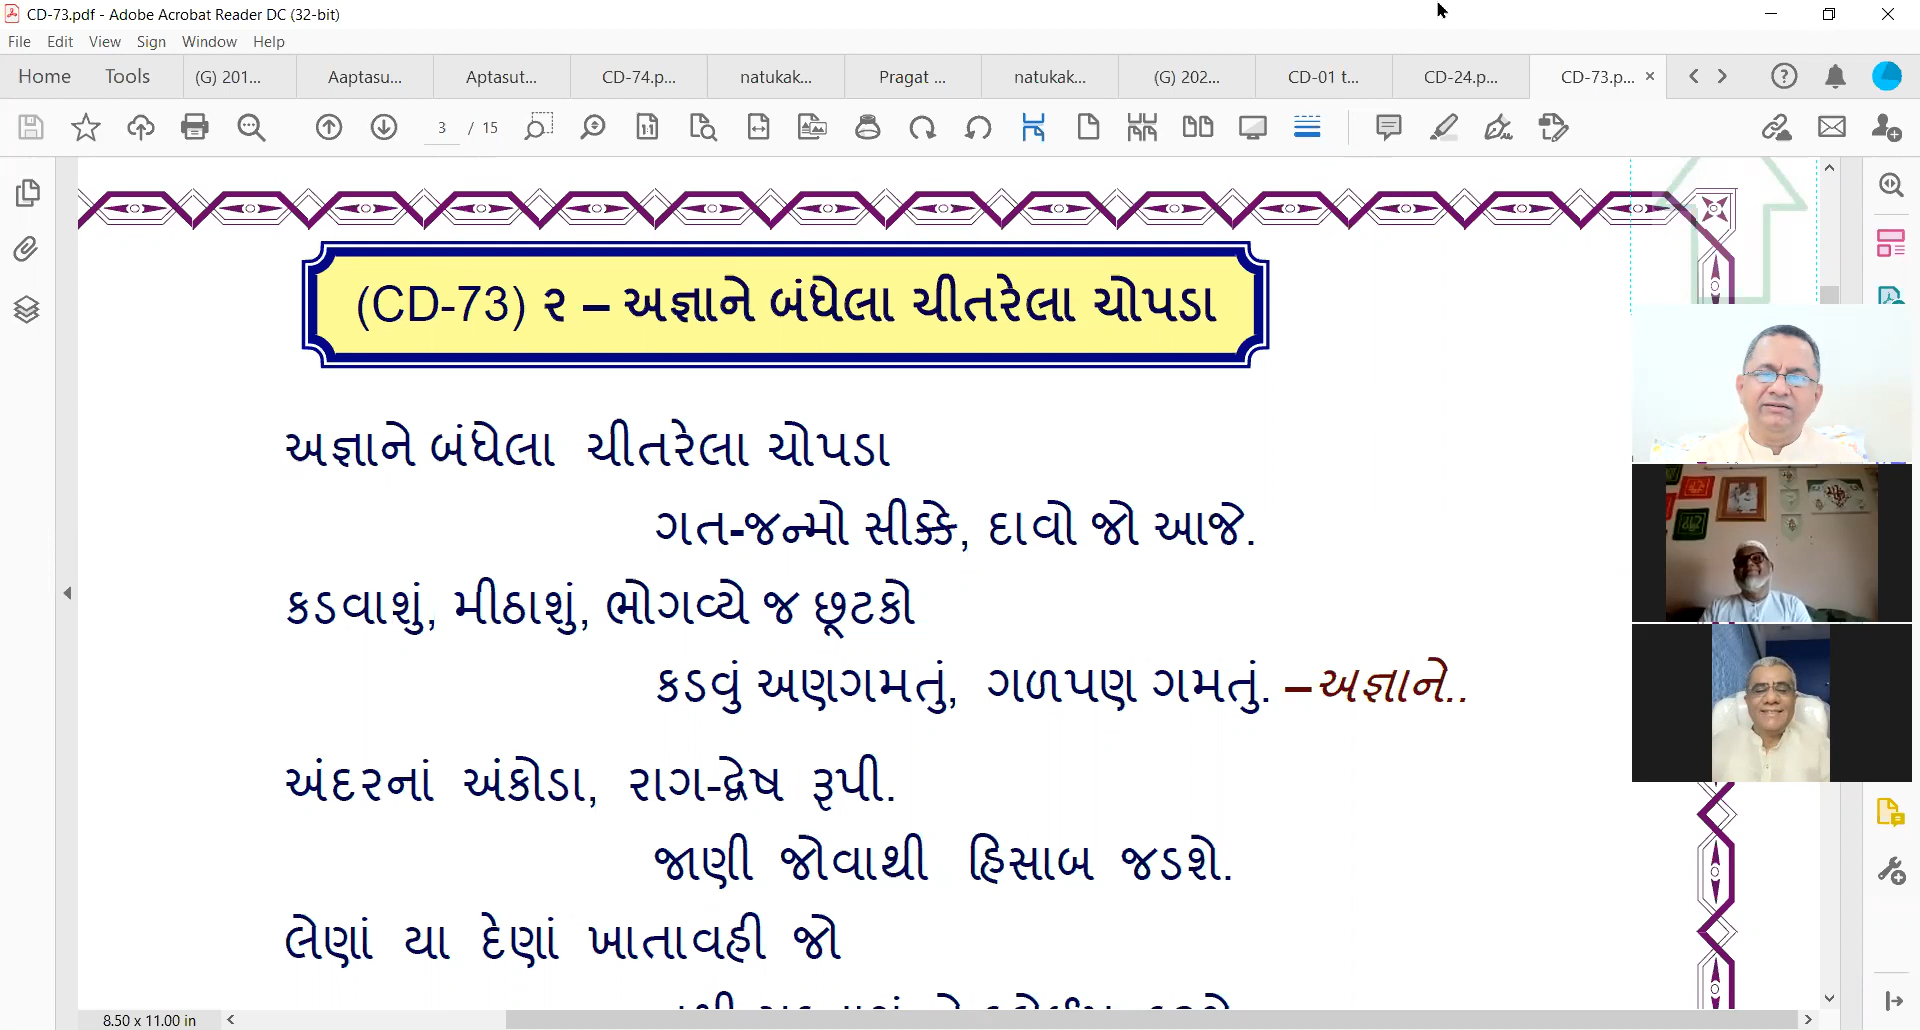 CD-73.pdf - Adobe Acrobat Reader DC (32-bit)
File Edit View Sign Window Help
Home Tools (G) 201... Aaptasu... Aptasut... CD-74.p... natukak... Pragat ... natukak... (G) 202... CD-01 t... CD-24.p... CD-73.p...
3 / 15
(CD-73) ૨ – અજ્ઞાને બંધેલા ચીતરેલા ચોપડા
અજ્ઞાને બંધેલા ચીતરેલા ચોપડા
ગત-જન્મો સીક્કે, દાવો જો આજે.
કડવાશું, મીઠાશું, ભોગવ્યે જ છૂટકો
કડવું અણગમતું, ગળપણ ગમતું. –અજ્ઞાને..
અંદરનાં અંકોડા, રાગ-દ્વેષ રૂપી.
જાણી જોવાથી હિસાબ જડશે.
લેણાં યા દેણાં ખાતાવહી જો
8.50 x 11.00 in